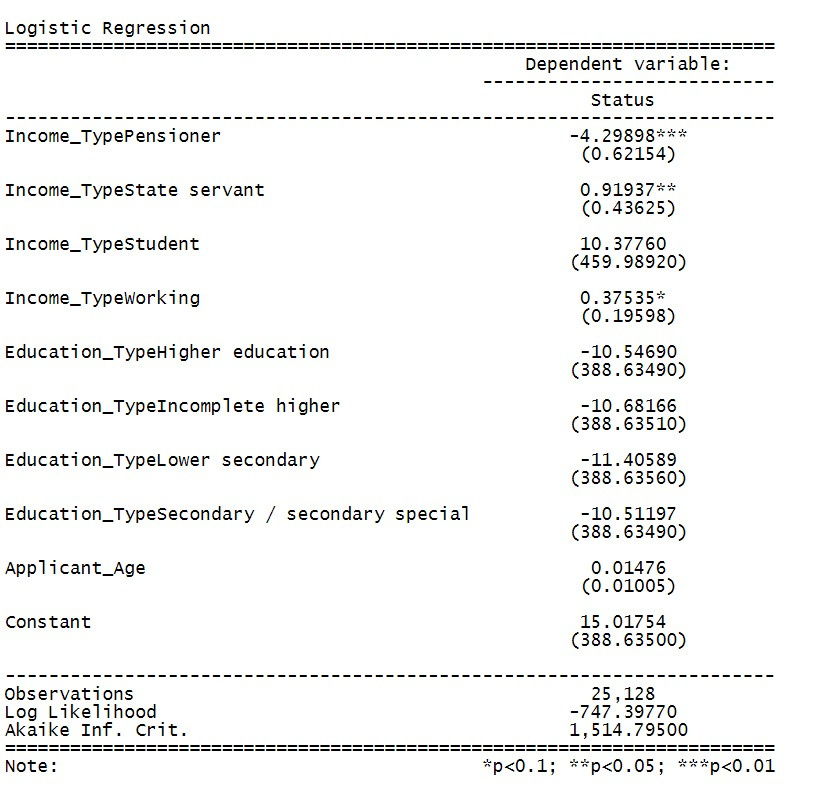 Logistic Regression
=========================================================================
Dependent variable:
---------------------------
Status
-------------------------------------------------------------------------
Income_TypePensioner -4.29898***
(0.62154)
Income_TypeState servant 0.91937**
(0.43625)
Income_TypeStudent 10.37760
(459.98920)
Income_TypeWorking 0.37535*
(0.19598)
Education_TypeHigher education -10.54690
(388.63490)
Education_TypeIncomplete higher -10.68166
(388.63510)
Education_TypeLower secondary -11.40589
(388.63560)
Education_TypeSecondary / secondary special -10.51197
(388.63490)
Applicant_Age 0.01476
(0.01005)
Constant 15.01754
(388.63500)
-------------------------------------------------------------------------
Observations 25,128
Log Likelihood -747.39770
Akaike Inf. Crit. 1,514.79500
=========================================================================
Note: *p<0.1; **p<0.05; ***p<0.01